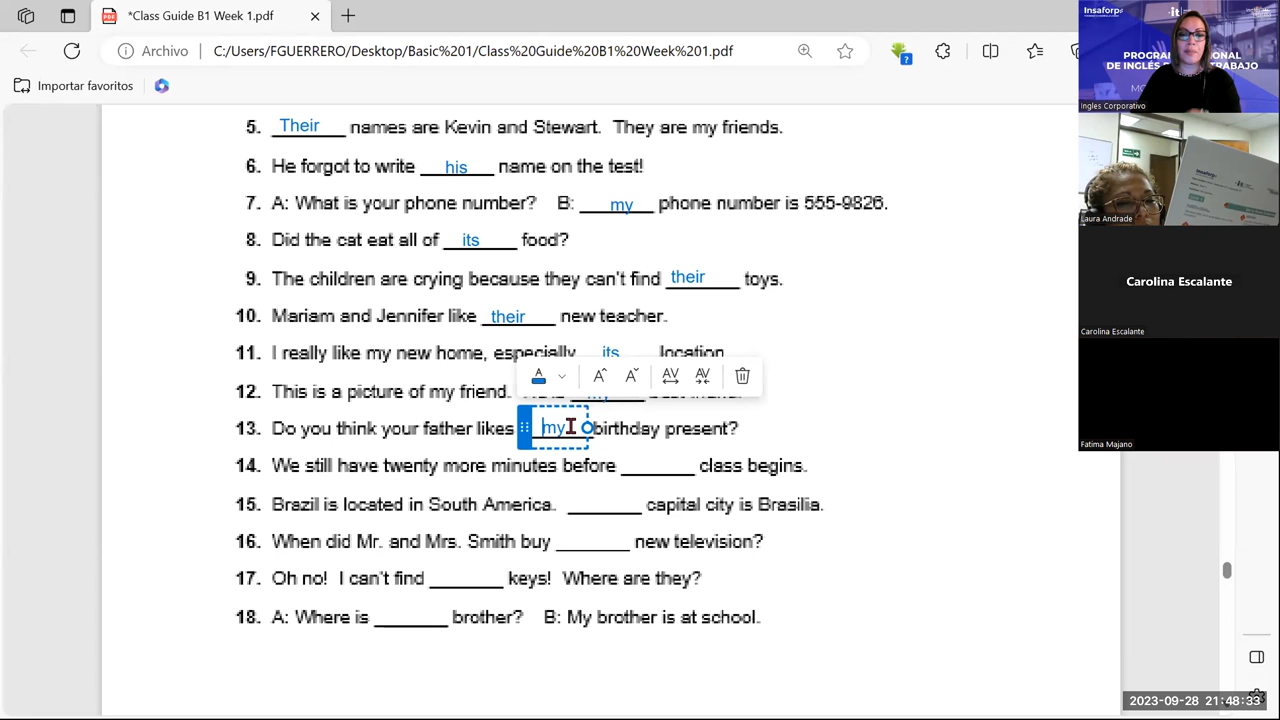 *Class Guide B1 Week 1.pdf
Archivo
C:/Users/FGUERRERO/Desktop/Basic%201/Class%20Guide%20B1%20Week%201.pdf
Importar favoritos
5. Their names are Kevin and Stewart. They are my friends.
6. He forgot to write his name on the test!
7. A: What is your phone number? B: my phone number is 555-9826.
8. Did the cat eat all of its food?
9. The children are crying because they can't find their toys.
10. Mariam and Jennifer like their new teacher.
11. I really like my new home, especially its location
12. This is a picture of my friend. my
13. Do you think your father likes my birthday present?
14. We still have twenty more minutes before ________ class begins.
15. Brazil is located in South America. ________ capital city is Brasilia.
16. When did Mr. and Mrs. Smith buy ________ new television?
17. Oh no! I can't find ________ keys! Where are they?
18. A: Where is ________ brother? B: My brother is at school.
Insaforp
it
DE INGLÉS
TRABAJO
Ingles Corporativo
Laura Andrade
Carolina Escalante
Carolina Escalante
Fatima Majano
2023-09-28 21:48:33